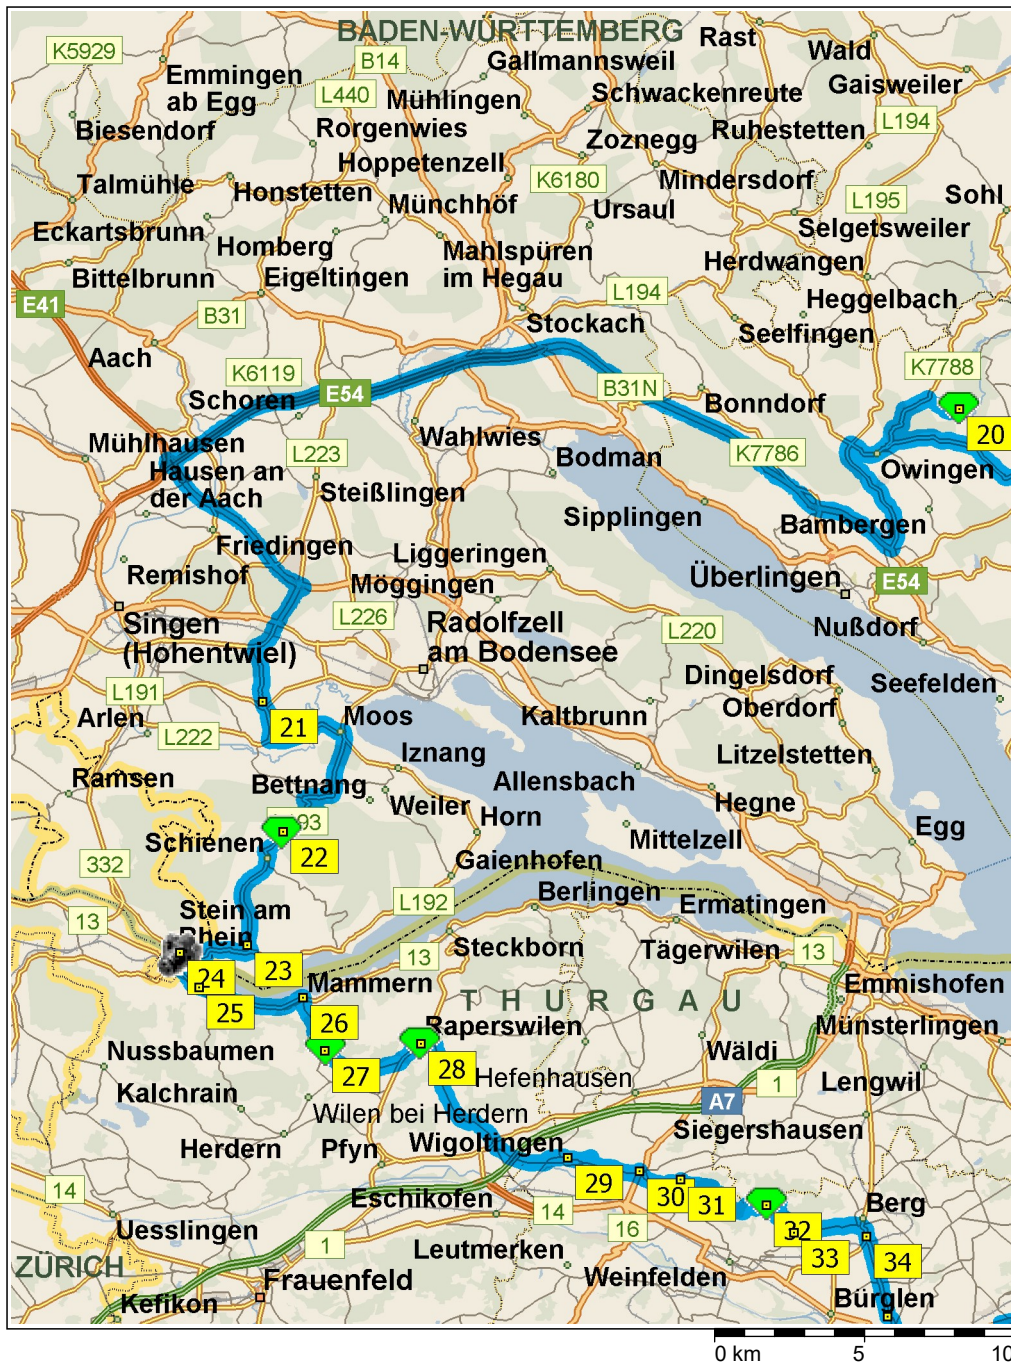 BADEN-WÜRTTEMBERG
Rast
Wald
K5929
B14
Gallmannsweil
Emmingen
ab Egg
Gaisweiler
L440
Mühlingen
Schwackenreute
L194
Biesendorf
Rorgenwies
Zoznegg
Ruhestetten
Hoppetenzell
K6180
Mindersdorf
Talmühle
Honstetten
Münchhöf
Ursaul
L195
Sohl
Eckartsbrunn
Homberg
Mahlspüren
im Hegau
Selgetsweiler
Bittelbrunn
Eigeltingen
Herdwangen
E41
B31
L194
Heggelbach
Stockach
Seelfingen
Aach
K6119
K7788
Schoren
E54
B31N
Bonndorf
20
Mühlhausen
Wahlwies
L223
Bodman
K7786
Owingen
Hausen an
der Aach
Steißlingen
Sipplingen
Bambergen
Friedingen
Liggeringen
Remishof
Möggingen
Überlingen
E54
Singen
(Hohentwiel)
L226
Radolfzell
am Bodensee
L220
Nußdorf
Dingelsdorf
Oberdorf
Seefelden
L191
Arlen
L222
21
Moos
Kaltbrunn
Iznang
Litzelstetten
Ramsen
Bettnang
Allensbach
Weiler
Horn
Hegne
93
Schienen
22
Mittelzell
Egg
332
Gaienhofen
Berlingen
Ermatingen
13
Stein am
Rhein
L192
Steckborn
13
Tägerwilen
13
23
24
25
Mammern
THURGAU
Emmishofen
26
Raperswilen
Münsterlingen
Nussbaumen
27
28
Wäldi
Hefenhausen
1
Lengwil
Kalchrain
Wilen bei Herdern
A7
Herdern
Pfyn
Wigoltingen
Siegershausen
14
Eschikofen
29
30
31
Berg
14
16
32
33
34
Uesslingen
1
Leutmerken
Weinfelden
ZÜRICH
Frauenfeld
Kefikon
Bürglen
0 km
5
10